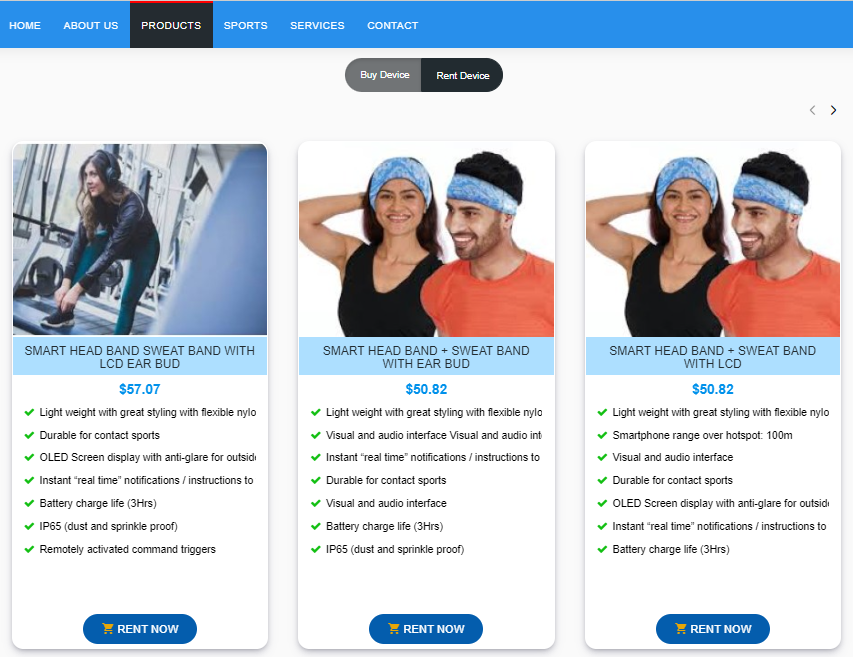 HOME ABOUT US PRODUCTS SPORTS SERVICES CONTACT
Buy Device Rent Device
SMART HEAD BAND SWEAT BAND WITH
LCD EAR BUD
$57.07
Light weight with great styling with flexible nylo
Durable for contact sports
OLED Screen display with anti-glare for outside
Instant “real time” notifications / instructions to
Battery charge life (3Hrs)
IP65 (dust and sprinkle proof)
Remotely activated command triggers
RENT NOW
SMART HEAD BAND + SWEAT BAND
WITH EAR BUD
$50.82
Light weight with great styling with flexible nylo
Visual and audio interface Visual and audio int
Instant “real time” notifications / instructions to
Durable for contact sports
Visual and audio interface
Battery charge life (3Hrs)
IP65 (dust and sprinkle proof)
RENT NOW
SMART HEAD BAND + SWEAT BAND
WITH LCD
$50.82
Light weight with great styling with flexible nylo
Smartphone range over hotspot: 100m
Visual and audio interface
Durable for contact sports
OLED Screen display with anti-glare for outside
Instant “real time” notifications / instructions to
Battery charge life (3Hrs)
RENT NOW